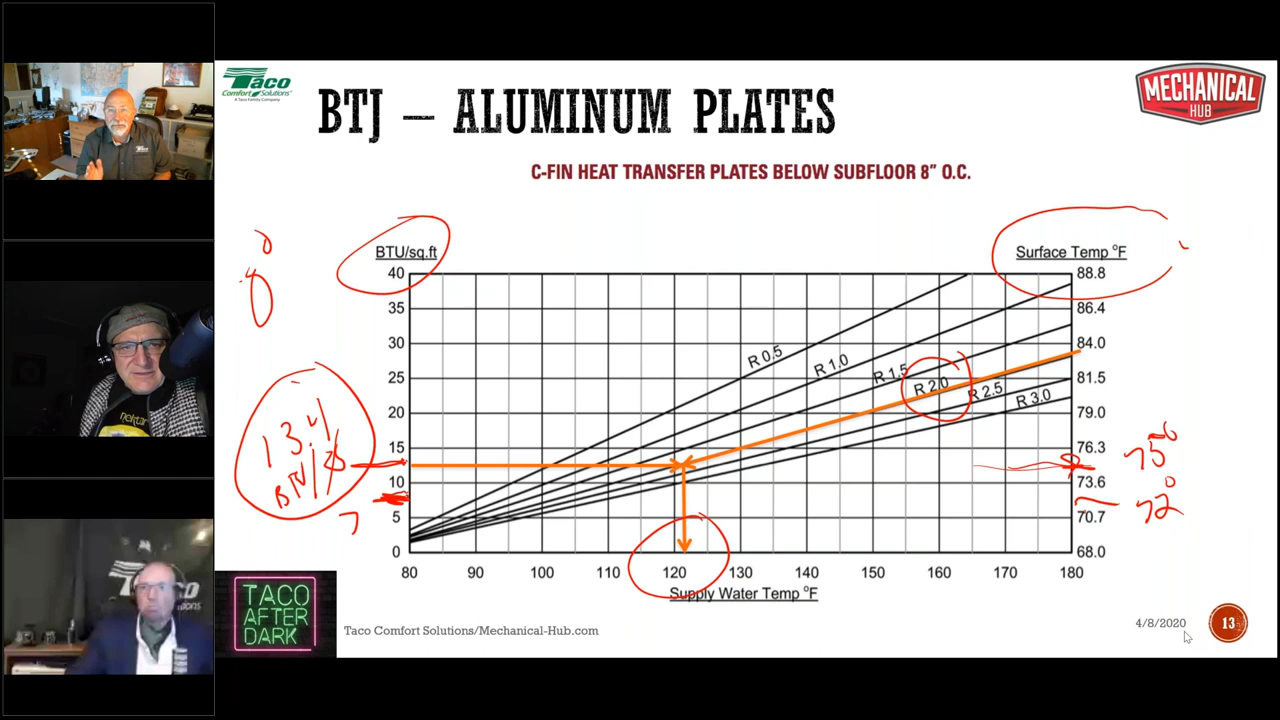 Taco
Comfort Solutions
A Taco Family Company
BTJ – ALUMINUM PLATES
MECHANICAL
HUB
C-FIN HEAT TRANSFER PLATES BELOW SUBFLOOR 8" O.C.
BTU/sq.ft
Surface Temp °F
40
35
30
25
20
15
10
5
0
88.8
86.4
84.0
81.5
79.0
76.3
73.6
70.7
68.0
R 0.5
R 1.0
R 1.5
R 2.0
R 2.5
R 3.0
80
90
100
110
120
130
140
150
160
170
180
Supply Water Temp °F
75°
72°
nektar
TACO
AFTER
DARK
Taco Comfort Solutions/Mechanical-Hub.com
4/8/2020
13